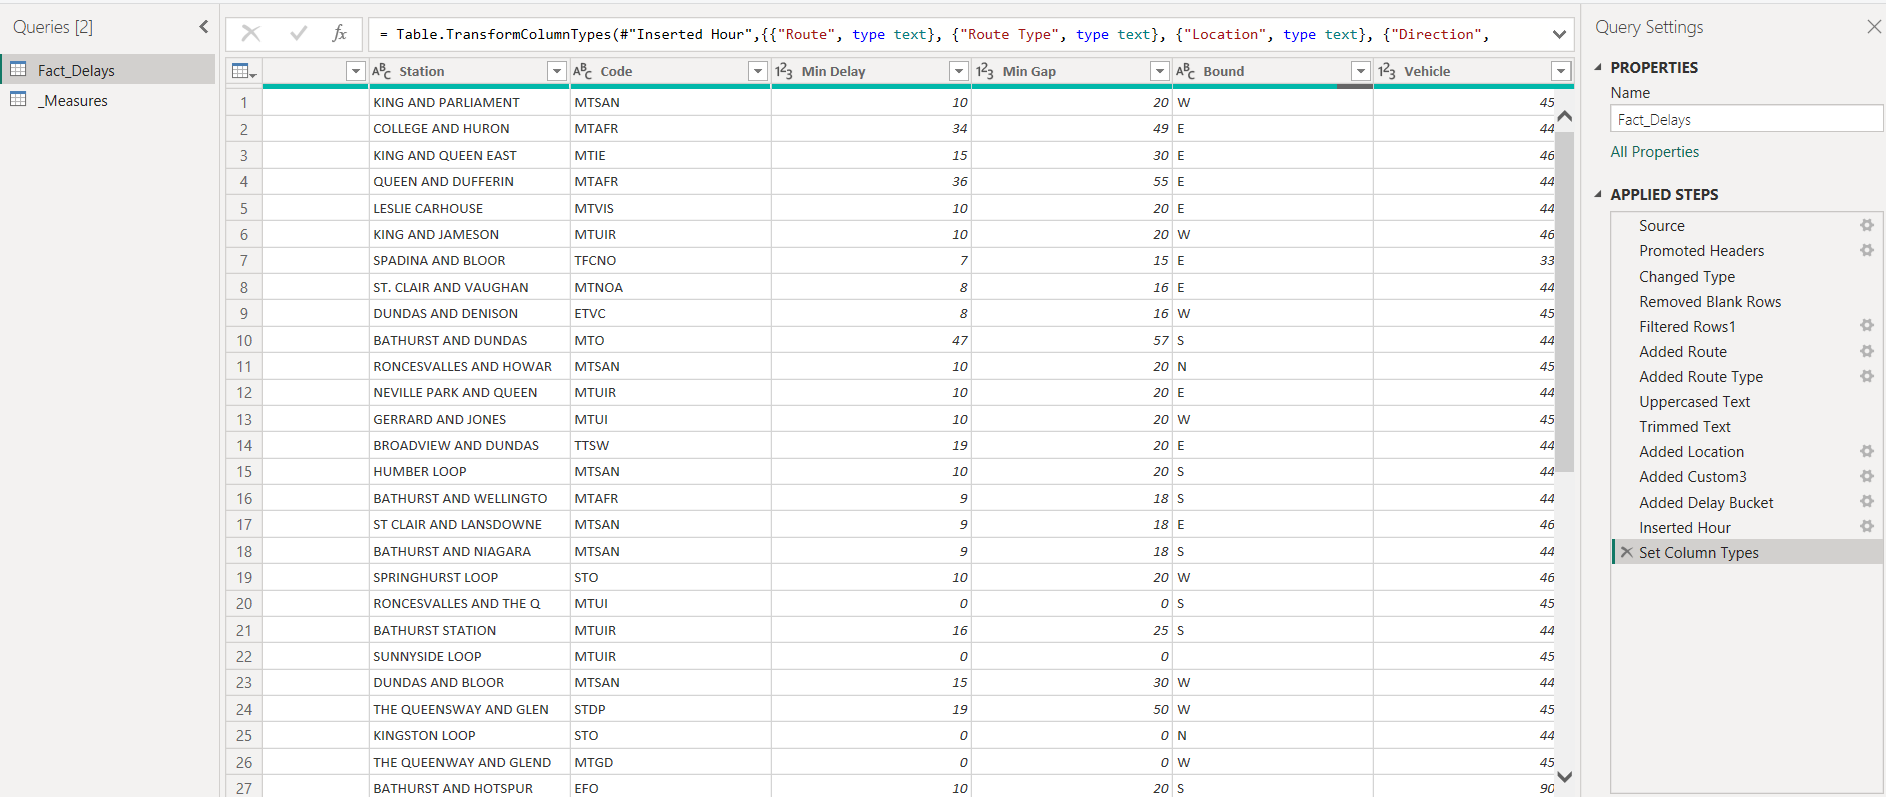 Queries [2]
Fact_Delays
_Measures
fx
= Table.TransformColumnTypes(#"Inserted Hour",{{"Route", type text}, {"Route Type", type text}, {"Location", type text}, {"Direction",
ABC Station ABC Code 123 Min Delay 123 Min Gap ABC Bound 123 Vehicle
1 KING AND PARLIAMENT MTSAN 10 20 W 45
2 COLLEGE AND HURON MTAFR 34 49 E 44
3 KING AND QUEEN EAST MTIE 15 30 E 46
4 QUEEN AND DUFFERIN MTAFR 36 55 E 44
5 LESLIE CARHOUSE MTVIS 10 20 E 44
6 KING AND JAMESON MTUIR 10 20 W 46
7 SPADINA AND BLOOR TFCNO 7 15 E 33
8 ST. CLAIR AND VAUGHAN MTNOA 8 16 E 44
9 DUNDAS AND DENISON ETVC 8 16 W 45
10 BATHURST AND DUNDAS MTO 47 57 S 44
11 RONCESVALLES AND HOWAR MTSAN 10 20 N 45
12 NEVILLE PARK AND QUEEN MTUIR 10 20 E 44
13 GERRARD AND JONES MTUI 10 20 W 45
14 BROADVIEW AND DUNDAS TTSW 19 20 E 44
15 HUMBER LOOP MTSAN 10 20 S 44
16 BATHURST AND WELLINGTO MTAFR 9 18 S 44
17 ST CLAIR AND LANSDOWNE MTSAN 9 18 E 46
18 BATHURST AND NIAGARA MTSAN 9 18 S 44
19 SPRINGHURST LOOP STO 10 20 W 46
20 RONCESVALLES AND THE Q MTUI 0 0 S 45
21 BATHURST STATION MTUIR 16 25 S 44
22 SUNNYSIDE LOOP MTUIR 0 0 45
23 DUNDAS AND BLOOR MTSAN 15 30 W 44
24 THE QUEENSWAY AND GLEN STDP 19 50 W 45
25 KINGSTON LOOP STO 0 0 N 44
26 THE QUEENWAY AND GLEND MTGD 0 0 W 45
27 BATHURST AND HOTSPUR EFO 10 20 S 90
Query Settings
PROPERTIES
Name
Fact_Delays
All Properties
APPLIED STEPS
Source
Promoted Headers
Changed Type
Removed Blank Rows
Filtered Rows1
Added Route
Added Route Type
Uppercased Text
Trimmed Text
Added Location
Added Custom3
Added Delay Bucket
Inserted Hour
Set Column Types